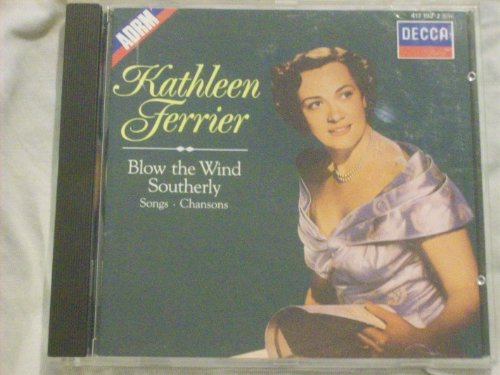 ADRM
DECCA
Kathleen
Ferrier
Blow the Wind
Southerly
Songs · Chansons